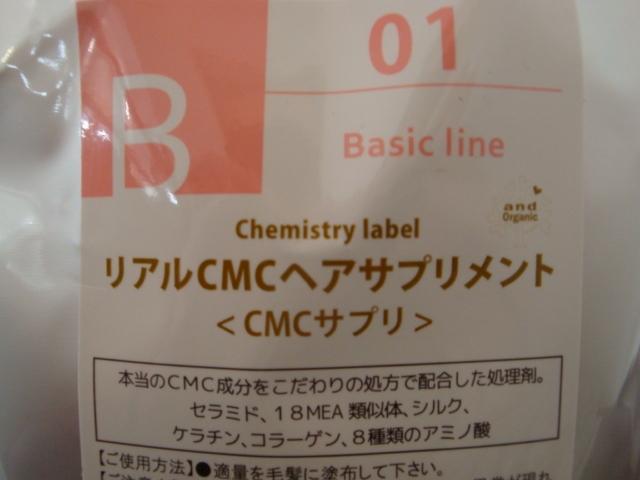 B
01
Basic line
and
Organic
Chemistry label
リアルCMCヘアサプリメント
<CMCサプリ>
本当のCMC成分をこだわりの処方で配合した処理剤。
セラミド、18MEA類似体、シルク、
ケラチン、コラーゲン、8種類のアミノ酸
【ご使用方法】●適量を毛髪に塗布して下さい。